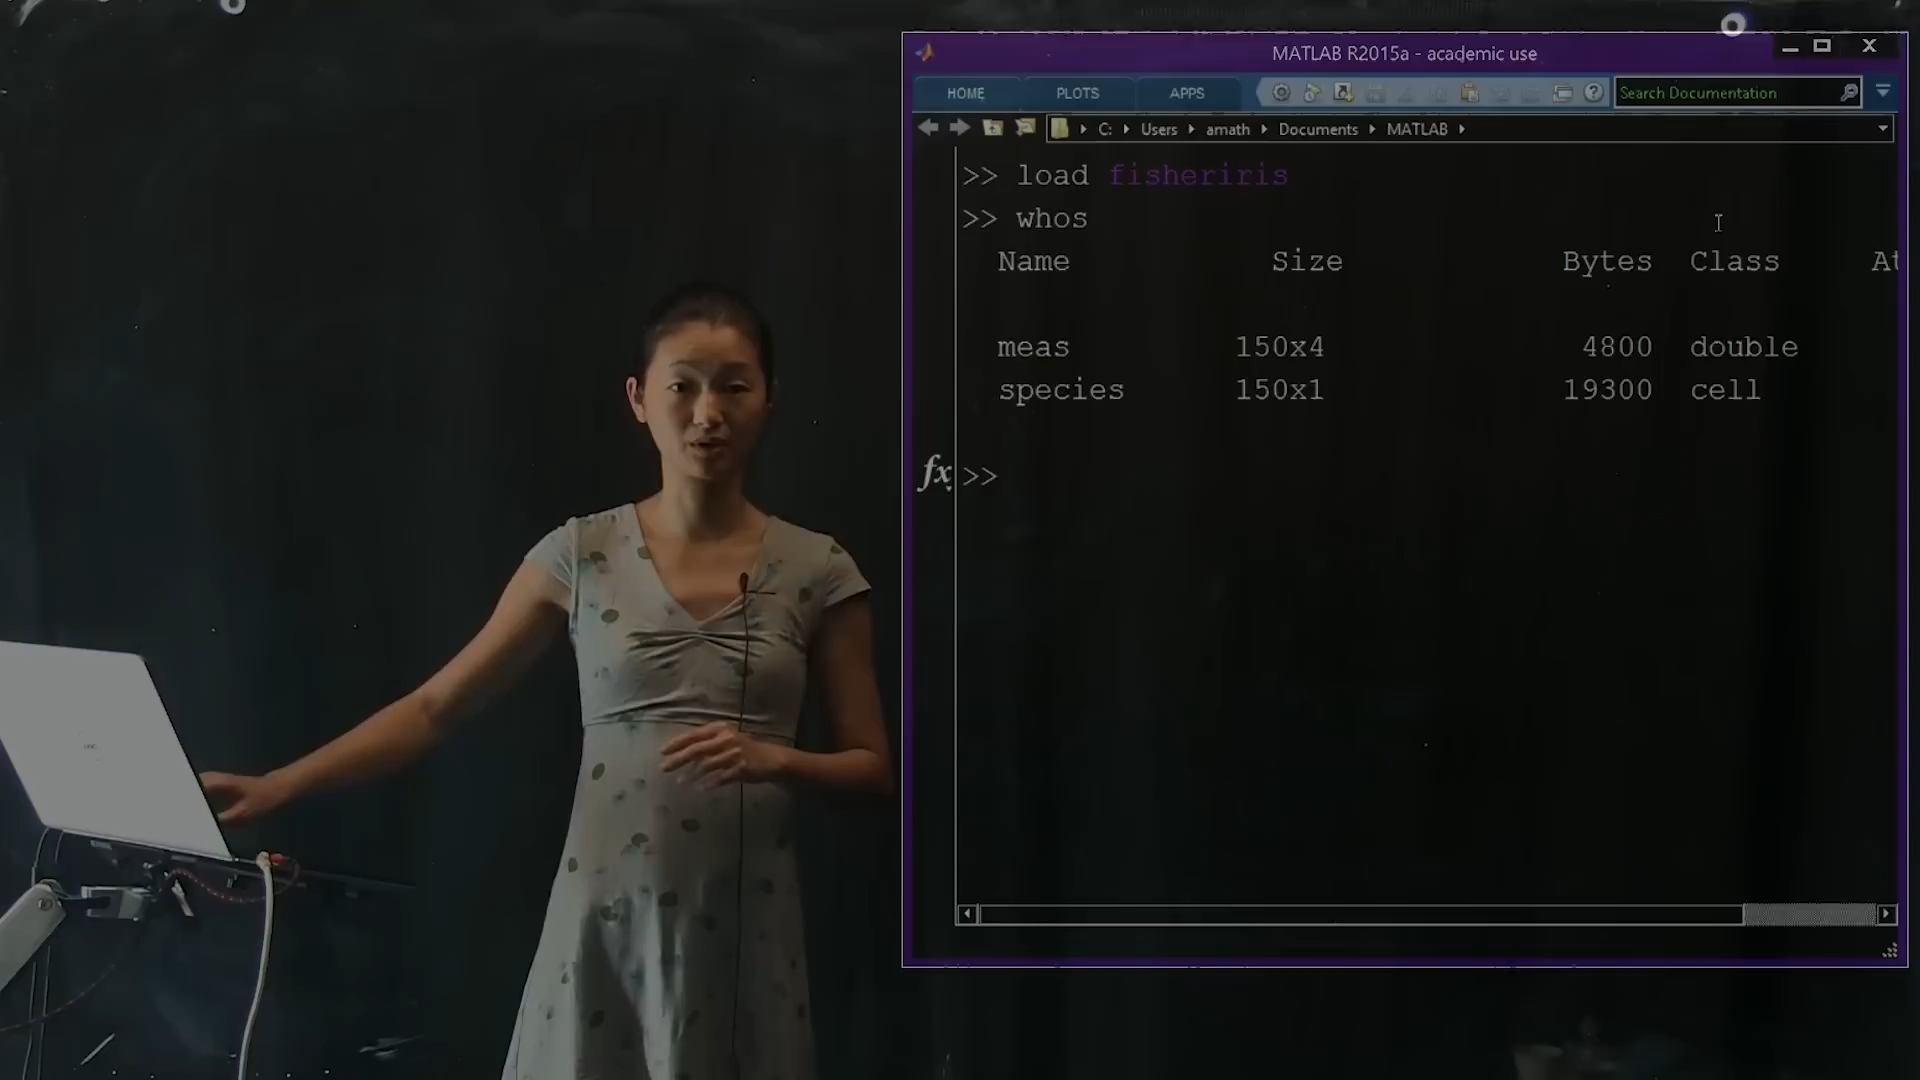 MATLAB R2015a - academic use
HOME PLOTS APPS Search Documentation
C: Users amath Documents MATLAB
>> load fisheriris
>> whos
Name Size Bytes Class At
meas 150x4 4800 double
species 150x1 19300 cell
fx >>